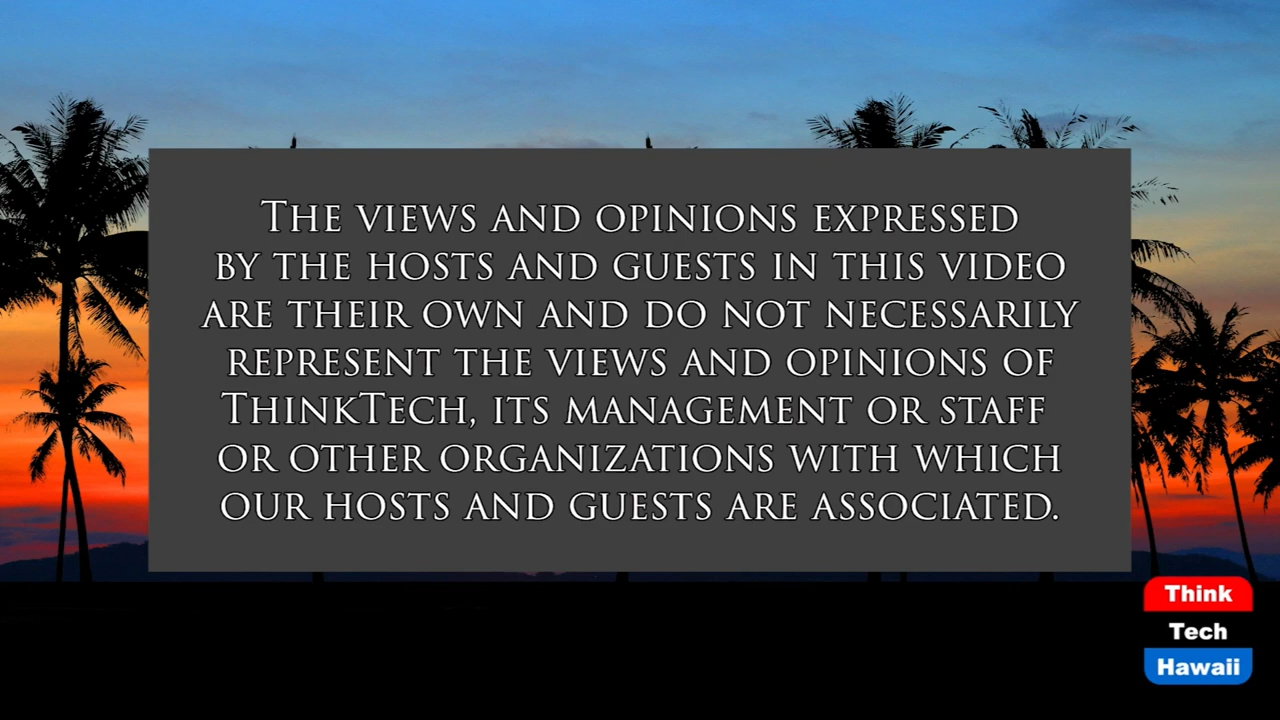 The views and opinions expressed
by the hosts and guests in this video
are their own and do not necessarily
represent the views and opinions of
ThinkTech, its management or staff
or other organizations with which
our hosts and guests are associated.
Think
Tech
Hawaii